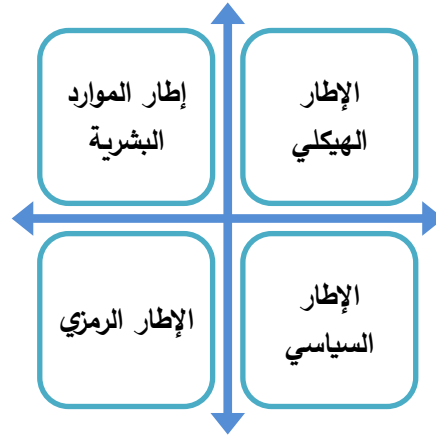 الإطار
الهيكلي
إطار الموارد
البشرية
الإطار
السياسي
الإطار الرمزي